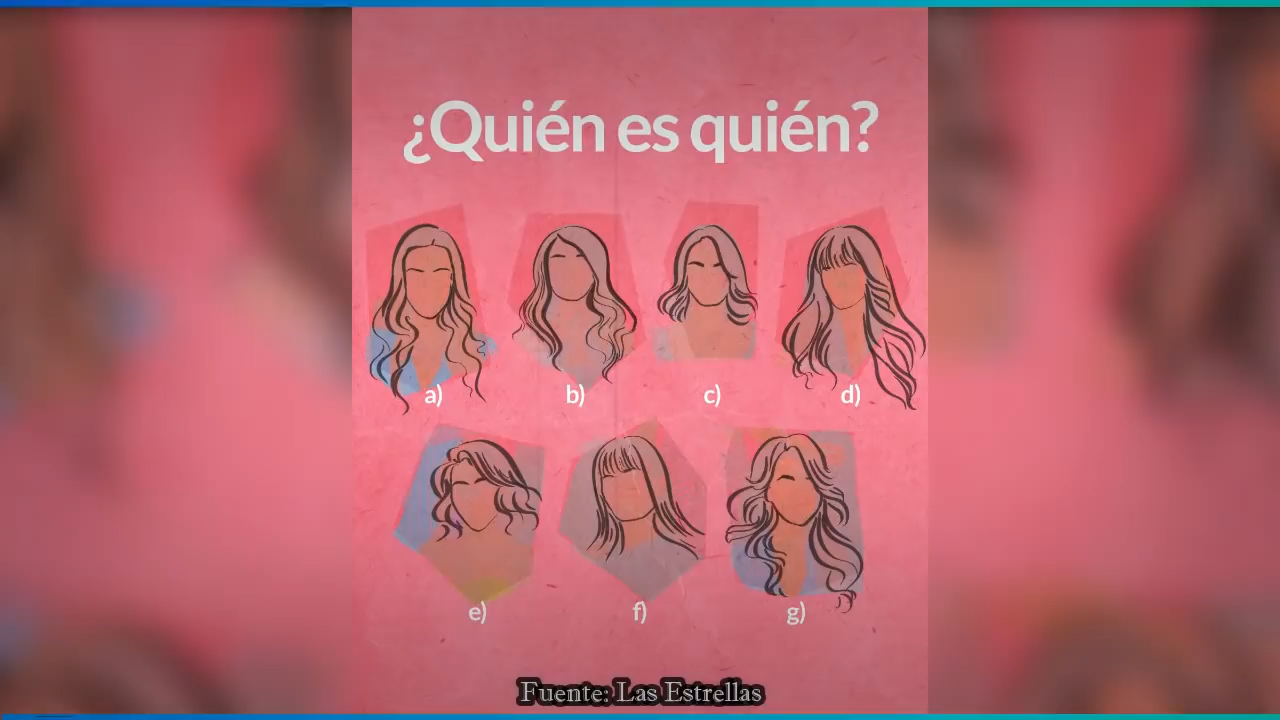 ¿Quién es quién?
a) b) c) d)
e) f) g)
Fuente: Las Estrellas